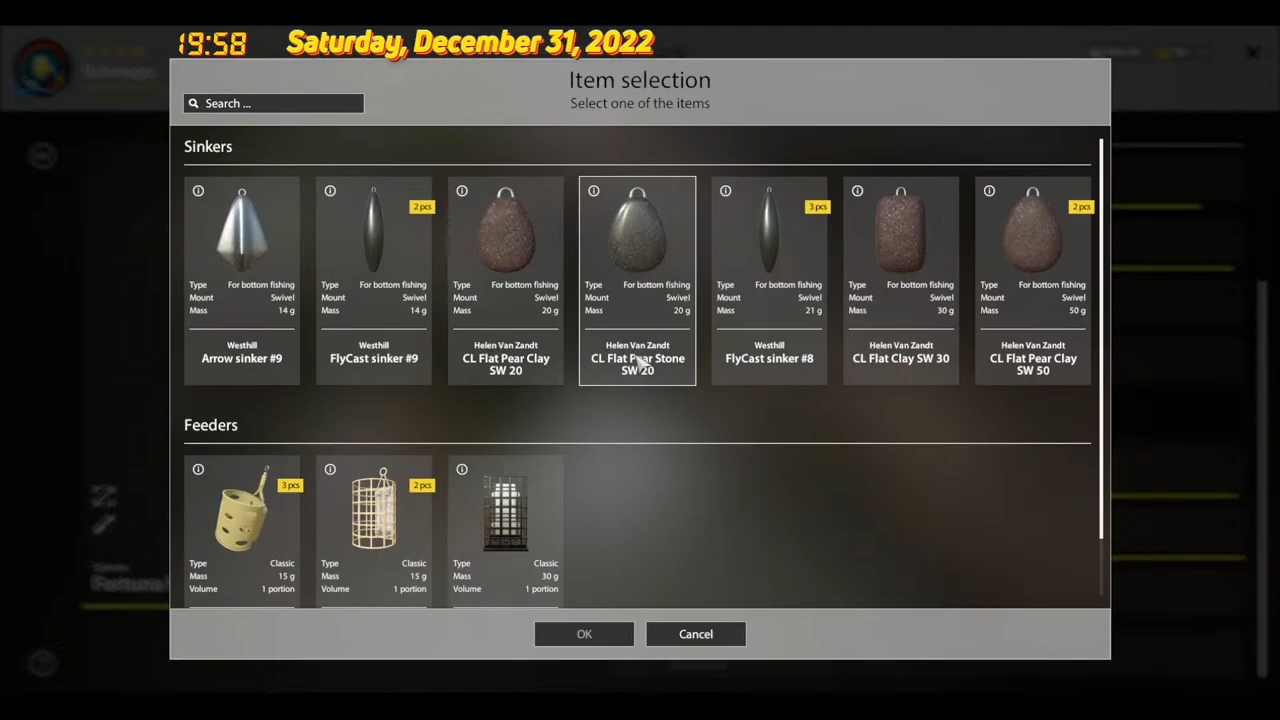 19:58
Saturday, December 31, 2022
Item selection
Select one of the items
Search ...
Sinkers
Type For bottom fishing
Mount Swivel
Mass 14 g
Westhill
Arrow sinker #9
2 pcs
Type For bottom fishing
Mount Swivel
Mass 14 g
Westhill
FlyCast sinker #9
Type For bottom fishing
Mount Swivel
Mass 20 g
Helen Van Zandt
CL Flat Pear Clay
SW 20
Type For bottom fishing
Mount Swivel
Mass 20 g
Helen Van Zandt
CL Flat Pear Stone
SW 20
3 pcs
Type For bottom fishing
Mount Swivel
Mass 21 g
Westhill
FlyCast sinker #8
Type For bottom fishing
Mount Swivel
Mass 30 g
Helen Van Zandt
CL Flat Clay SW 30
2 pcs
Type For bottom fishing
Mount Swivel
Mass 50 g
Helen Van Zandt
CL Flat Pear Clay
SW 50
Feeders
3 pcs
Type Classic
Mass 15 g
Volume 1 portion
2 pcs
Type Classic
Mass 15 g
Volume 1 portion
Type Classic
Mass 30 g
Volume 1 portion
OK
Cancel